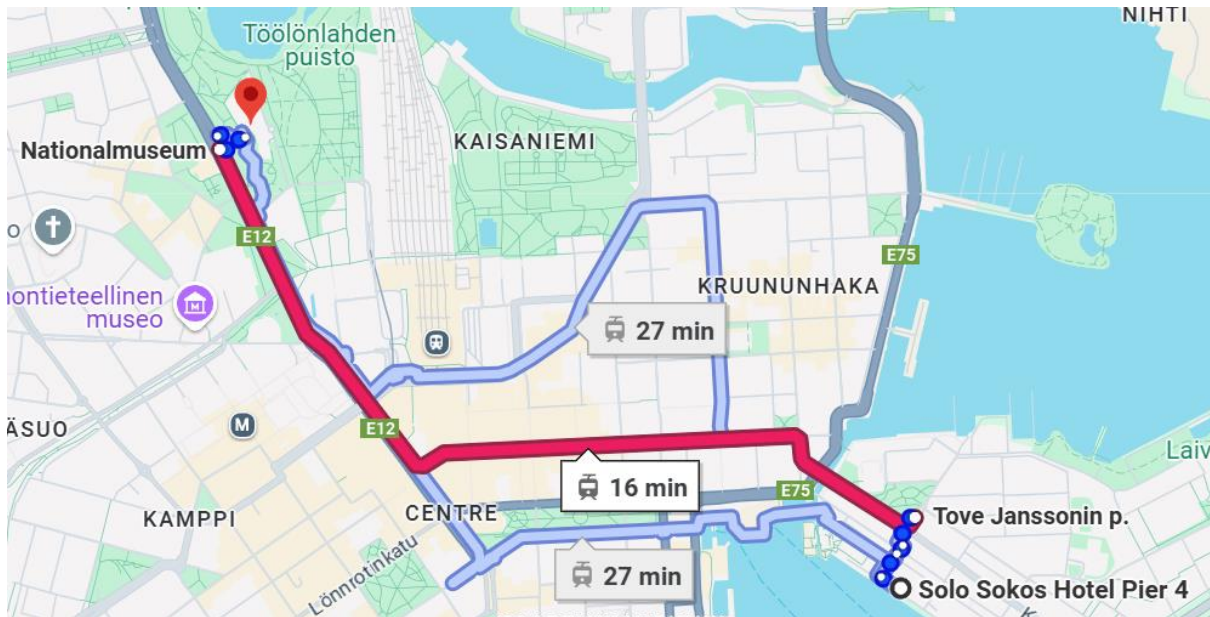 NIHTI
Töölönlahden
puisto
KAISANIEMI
Nationalmuseum
o
E12
E75
nontieteellinen
museo
M
KRUUNUNHAKA
27 min
ÄSUO
M
E12
Laiv
16 min
E75
KAMPPI
CENTRE
Tove Janssonin p.
Lönnrotinkatu
27 min
Solo Sokos Hotel Pier 4
K